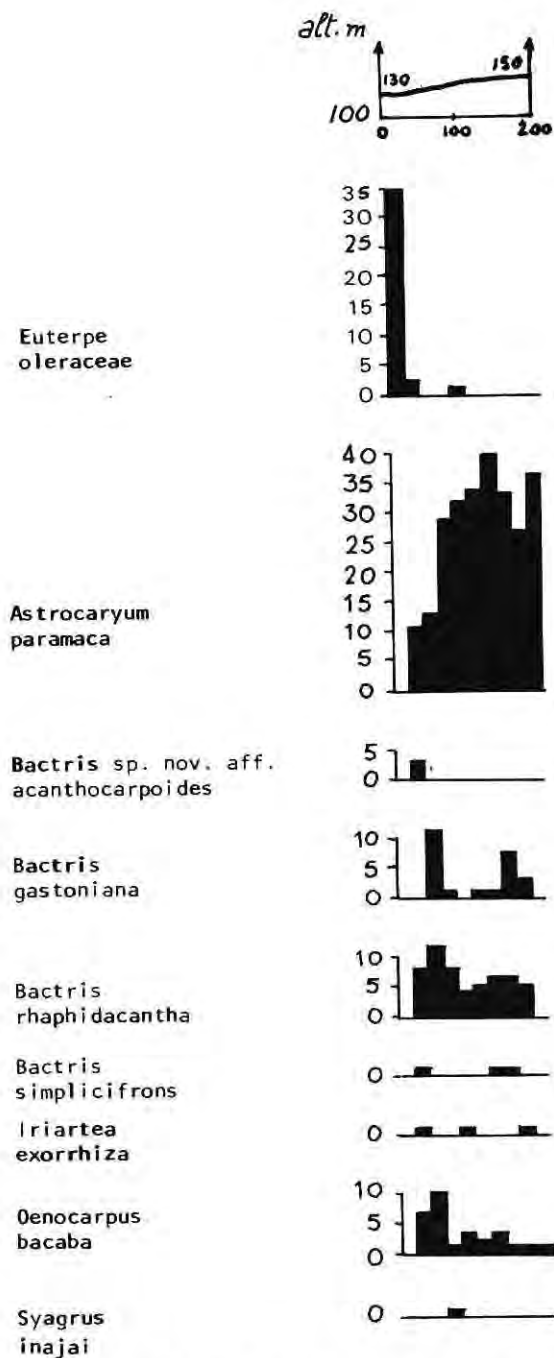 alt. m
130 150
100
0 100 200
35
30
25
20
15
10
5
0
Euterpe
oleraceae
40
35
30
25
20
15
10
5
0
Astrocaryum
paramaca
5
0
Bactris sp. nov. aff.
acanthocarpoides
10
5
0
Bactris
gastoniana
10
5
0
Bactris
rhaphidacantha
0
Bactris
simplicifrons
0
Iriartea
exorrhiza
10
5
0
Oenocarpus
bacaba
0
Syagrus
inajai